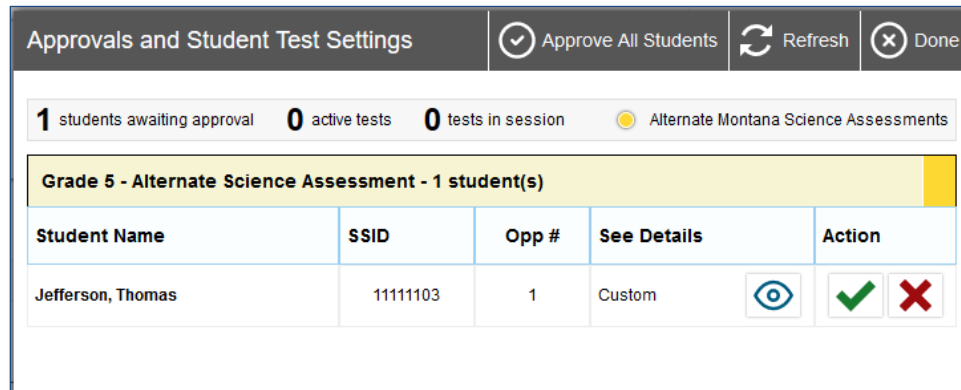 Approvals and Student Test Settings Approve All Students Refresh Done
1 students awaiting approval 0 active tests 0 tests in session Alternate Montana Science Assessments
Grade 5 - Alternate Science Assessment - 1 student(s)
Student Name SSID Opp # See Details Action
Jefferson, Thomas 11111103 1 Custom